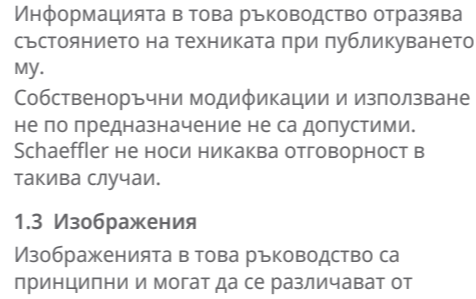 Информацията в това ръководство отразява
състоянието на техниката при публикуването
му.
Собственоръчни модификации и използване
не по предназначение не са допустими.
Schaeffler не носи никаква отговорност в
такива случаи.
1.3 Изображения
Изображенията в това ръководство са
принципни и могат да се различават от